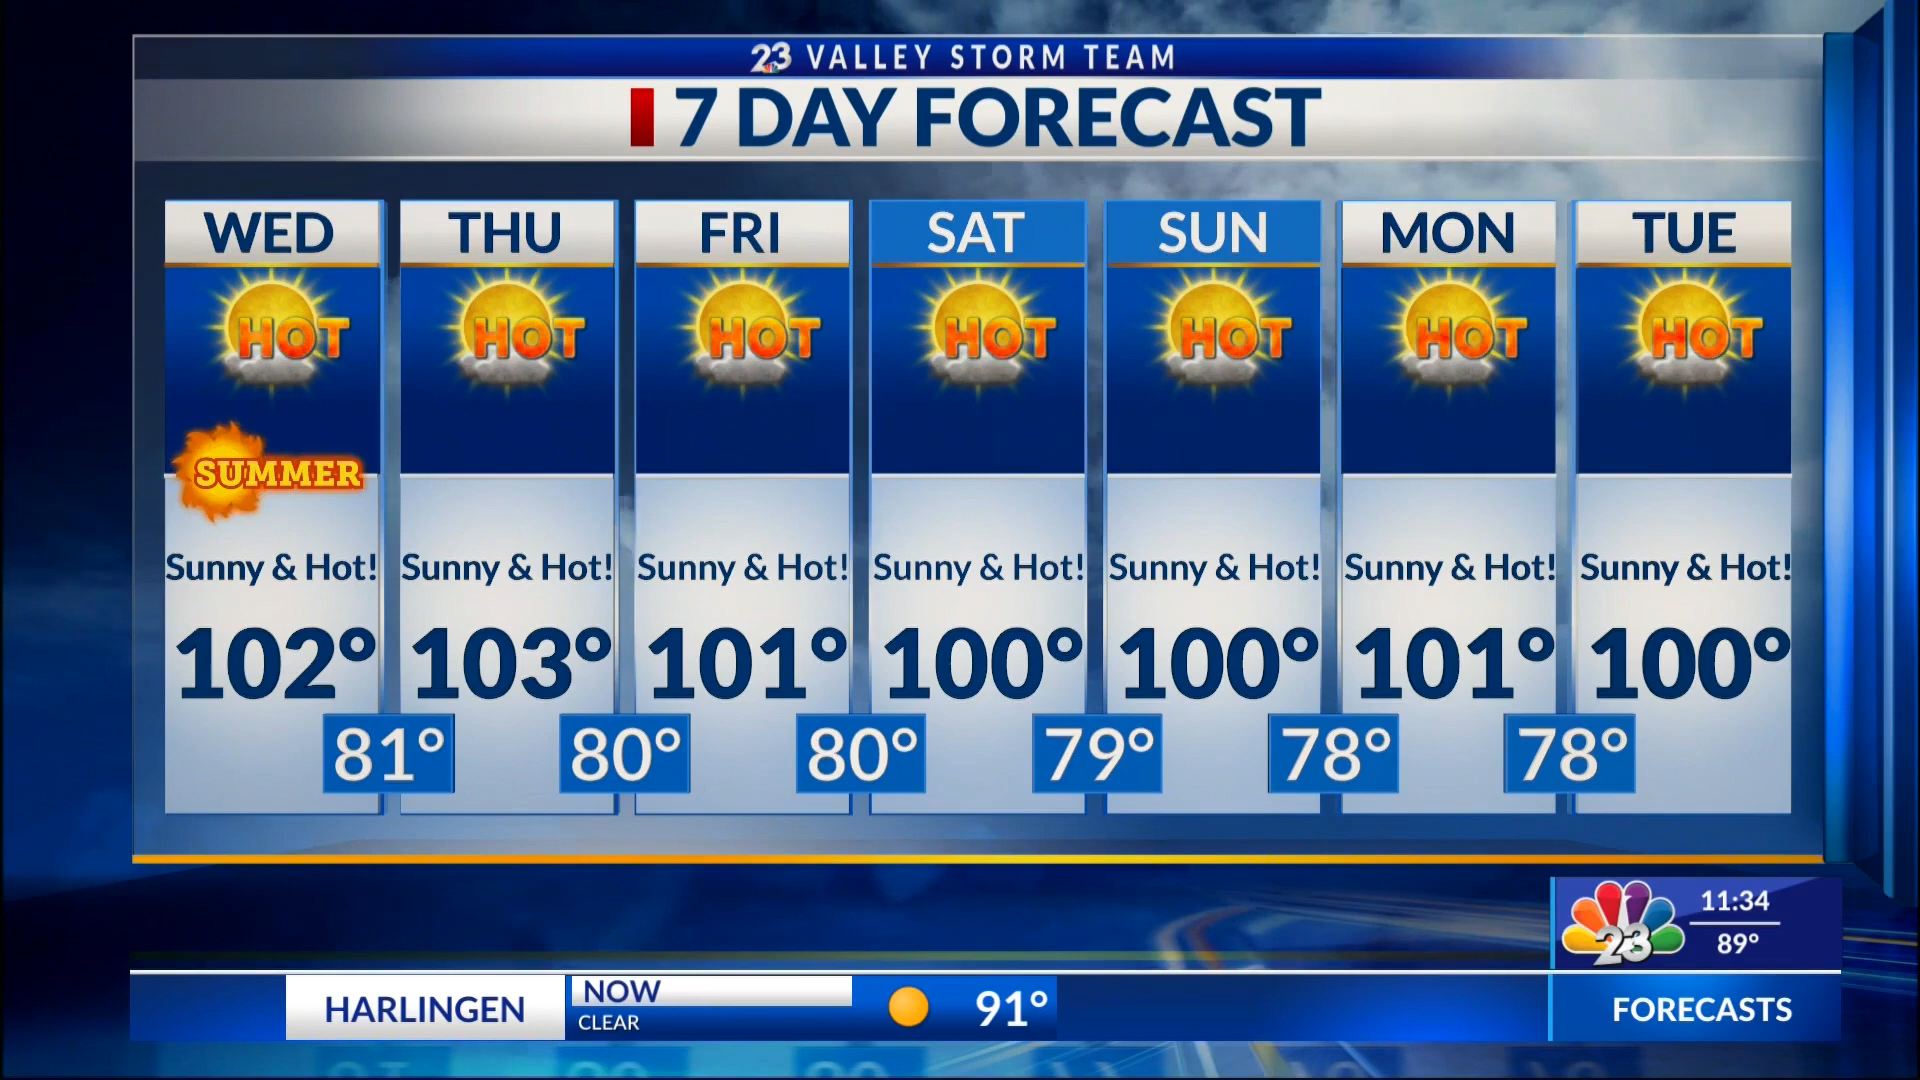 23 VALLEY STORM TEAM
7 DAY FORECAST
WED THU FRI SAT SUN MON TUE
HOT HOT HOT HOT HOT HOT HOT
SUMMER
Sunny & Hot! Sunny & Hot! Sunny & Hot! Sunny & Hot! Sunny & Hot! Sunny & Hot! Sunny & Hot!
102° 103° 101° 100° 100° 101° 100°
81° 80° 80° 79° 78° 78°
23 11:34
89°
HARLINGEN
NOW
CLEAR
91°
FORECASTS